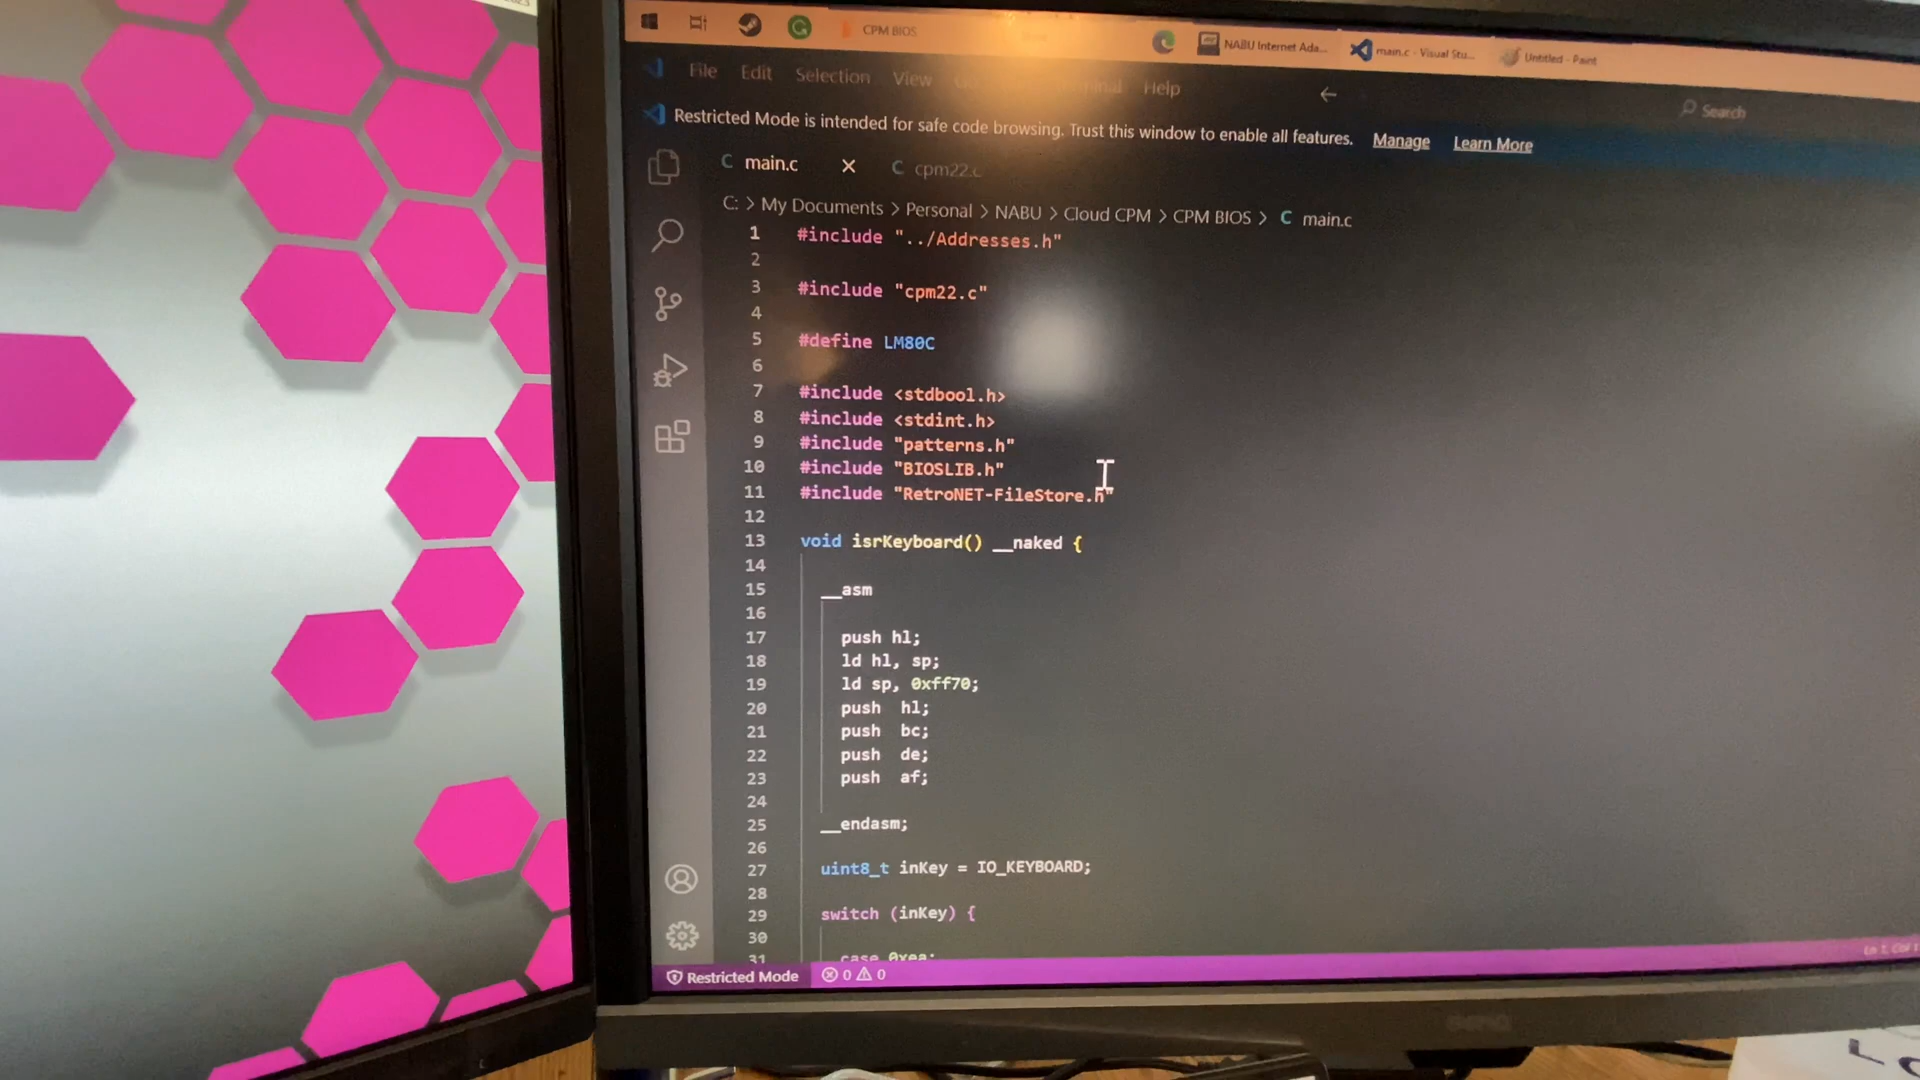 CPM BIOS
NABU Internet Ada...
main.c - Visual Stu...
Untitled - Paint
File Edit Selection View Help
Search
Restricted Mode is intended for safe code browsing. Trust this window to enable all features. Manage Learn More
C main.c × C cpm22.c
C: > My Documents > Personal > NABU > Cloud CPM > CPM BIOS > C main.c
1 #include "../Addresses.h"
2
3 #include "cpm22.c"
4
5 #define LM80C
6
7 #include <stdbool.h>
8 #include <stdint.h>
9 #include "patterns.h"
10 #include "BIOSLIB.h"
11 #include "RetroNET-FileStore.h"
12
13 void isrKeyboard() __naked {
14
15 __asm
16
17 push hl;
18 ld hl, sp;
19 ld sp, 0xff70;
20 push hl;
21 push bc;
22 push de;
23 push af;
24
25 __endasm;
26
27 uint8_t inKey = IO_KEYBOARD;
28
29 switch (inKey) {
30
31 case 0xea:
Restricted Mode 0 0